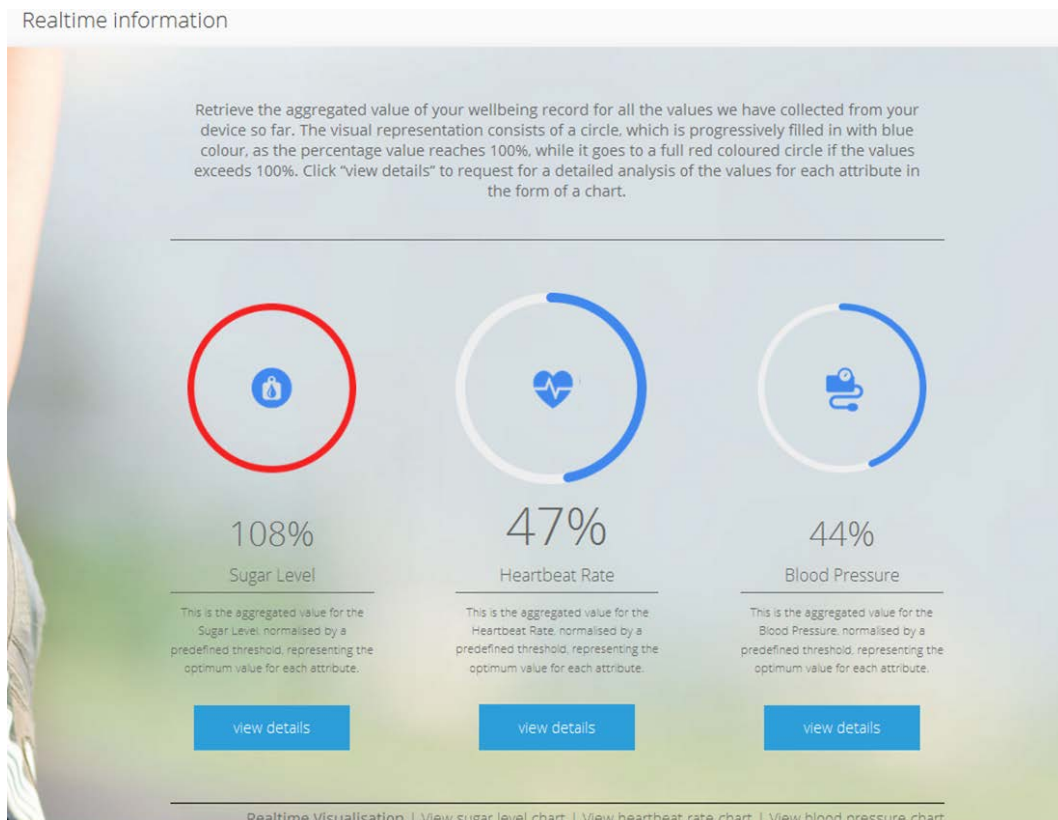 Realtime information
Retrieve the aggregated value of your wellbeing record for all the values we have collected from your
device so far. The visual representation consists of a circle, which is progressively filled in with blue
colour, as the percentage value reaches 100%, while it goes to a full red coloured circle if the values
exceeds 100%. Click "view details" to request for a detailed analysis of the values for each attribute in
the form of a chart.
108%
Sugar Level
This is the aggregated value for the
Sugar Level, normalised by a
predefined threshold, representing the
optimum value for each attribute.
view details
47%
Heartbeat Rate
This is the aggregated value for the
Heartbeat Rate, normalised by a
predefined threshold, representing the
optimum value for each attribute.
view details
44%
Blood Pressure
This is the aggregated value for the
Blood Pressure, normalised by a
predefined threshold, representing the
optimum value for each attribute.
view details
Realtime Visualisation | View sugar level chart | View heartbeat rate chart | View blood pressure chart